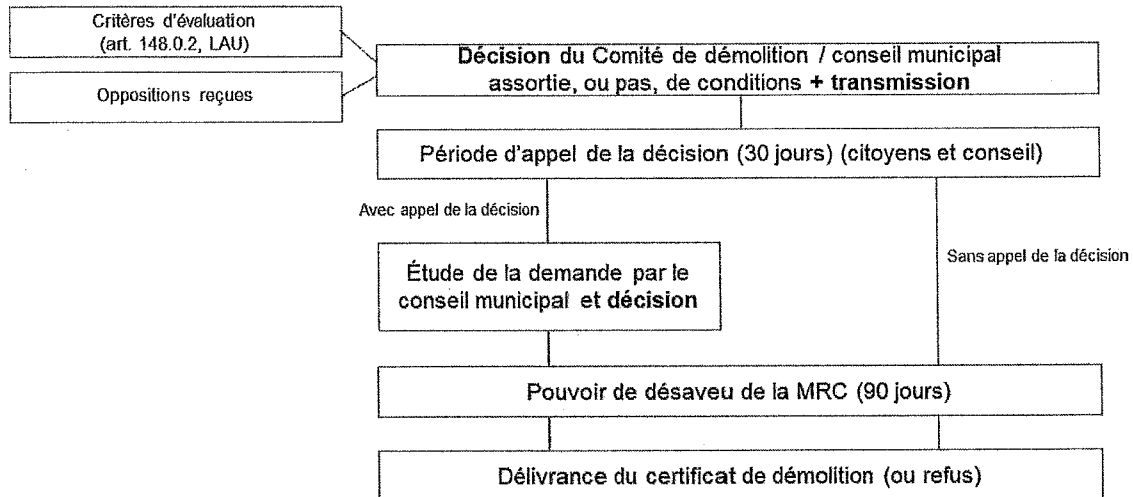 Critères d'évaluation
(art. 148.0.2, LAU)
Oppositions reçues
Décision du Comité de démolition / conseil municipal
assortie, ou pas, de conditions + transmission
Période d'appel de la décision (30 jours) (citoyens et conseil)
Avec appel de la décision
Sans appel de la décision
Étude de la demande par le
conseil municipal et décision
Pouvoir de désaveu de la MRC (90 jours)
Délivrance du certificat de démolition (ou refus)